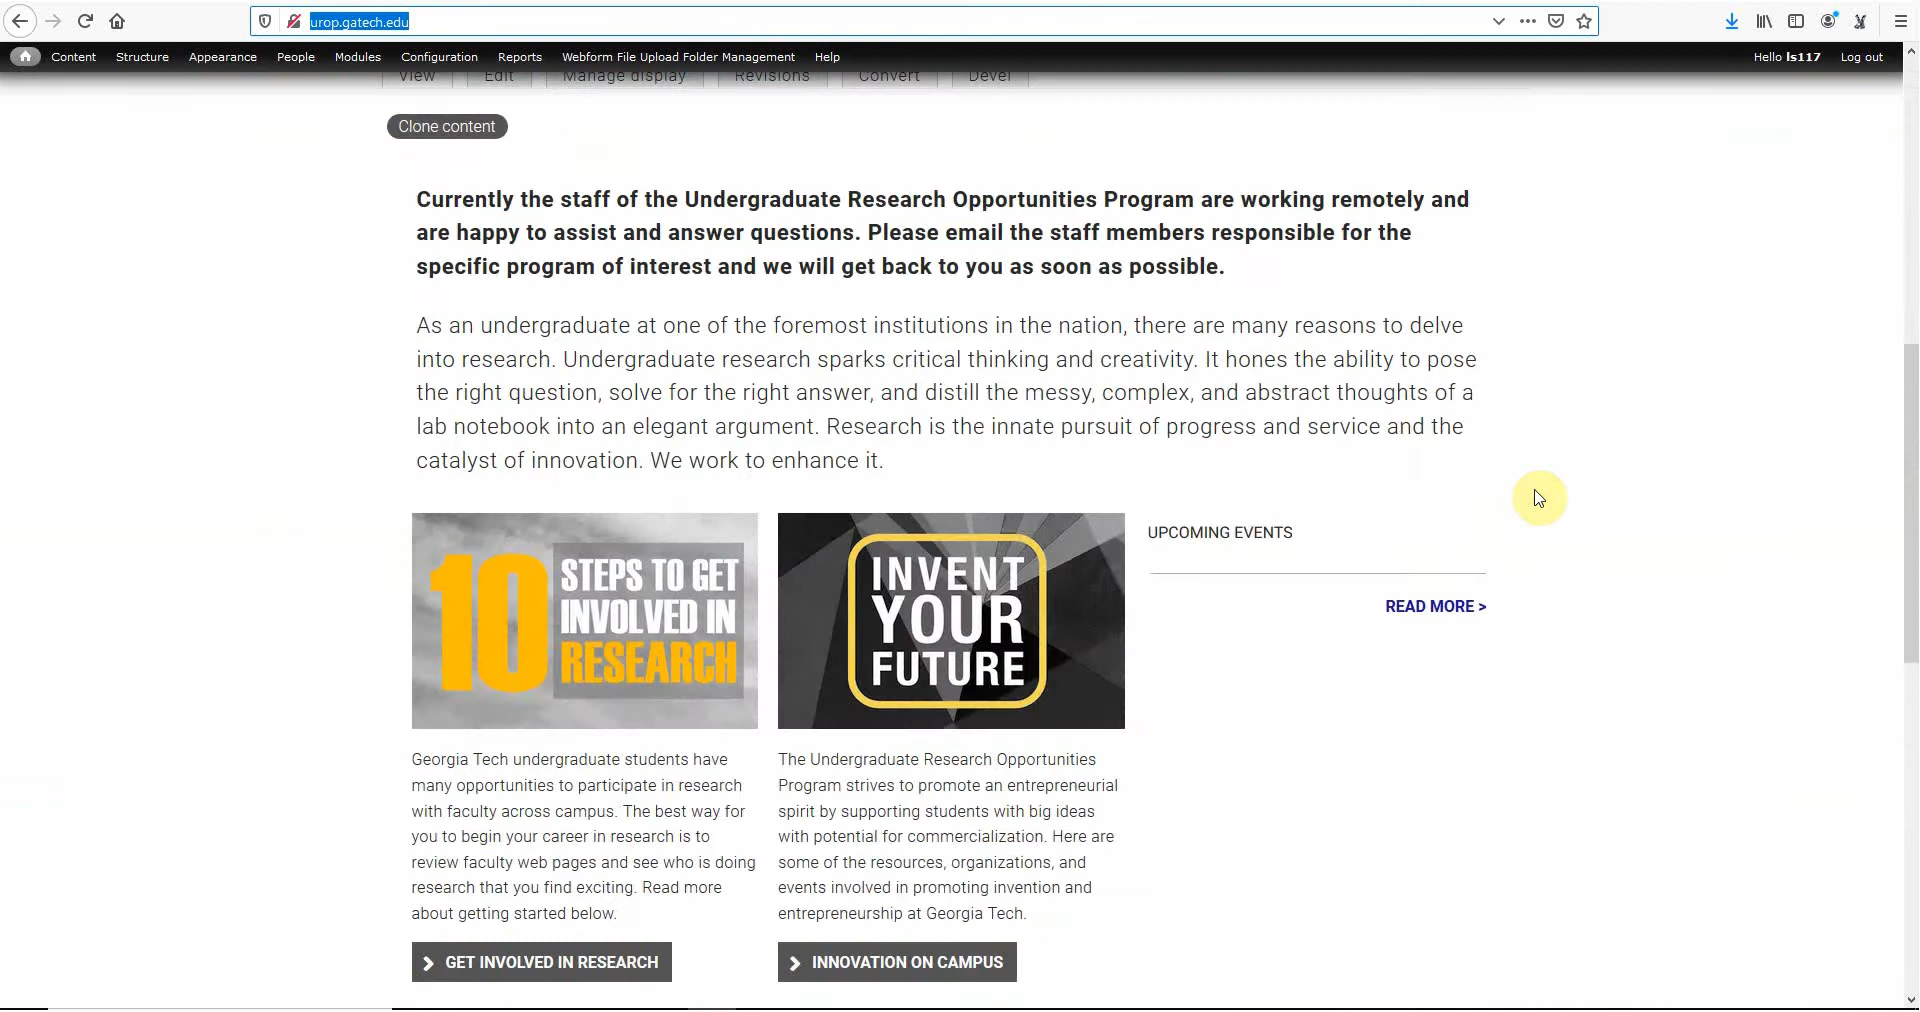 urop.gatech.edu
Content Structure Appearance People Modules Configuration Reports Webform File Upload Folder Management Help Hello ls117 Log out
View Edit Manage display Revisions Convert Devel
Clone content
Currently the staff of the Undergraduate Research Opportunities Program are working remotely and
are happy to assist and answer questions. Please email the staff members responsible for the
specific program of interest and we will get back to you as soon as possible.
As an undergraduate at one of the foremost institutions in the nation, there are many reasons to delve
into research. Undergraduate research sparks critical thinking and creativity. It hones the ability to pose
the right question, solve for the right answer, and distill the messy, complex, and abstract thoughts of a
lab notebook into an elegant argument. Research is the innate pursuit of progress and service and the
catalyst of innovation. We work to enhance it.
10
STEPS TO GET
INVOLVED IN
RESEARCH
Georgia Tech undergraduate students have
many opportunities to participate in research
with faculty across campus. The best way for
you to begin your career in research is to
review faculty web pages and see who is doing
research that you find exciting. Read more
about getting started below.
GET INVOLVED IN RESEARCH
INVENT
YOUR
FUTURE
The Undergraduate Research Opportunities
Program strives to promote an entrepreneurial
spirit by supporting students with big ideas
with potential for commercialization. Here are
some of the resources, organizations, and
events involved in promoting invention and
entrepreneurship at Georgia Tech.
INNOVATION ON CAMPUS
UPCOMING EVENTS
READ MORE >